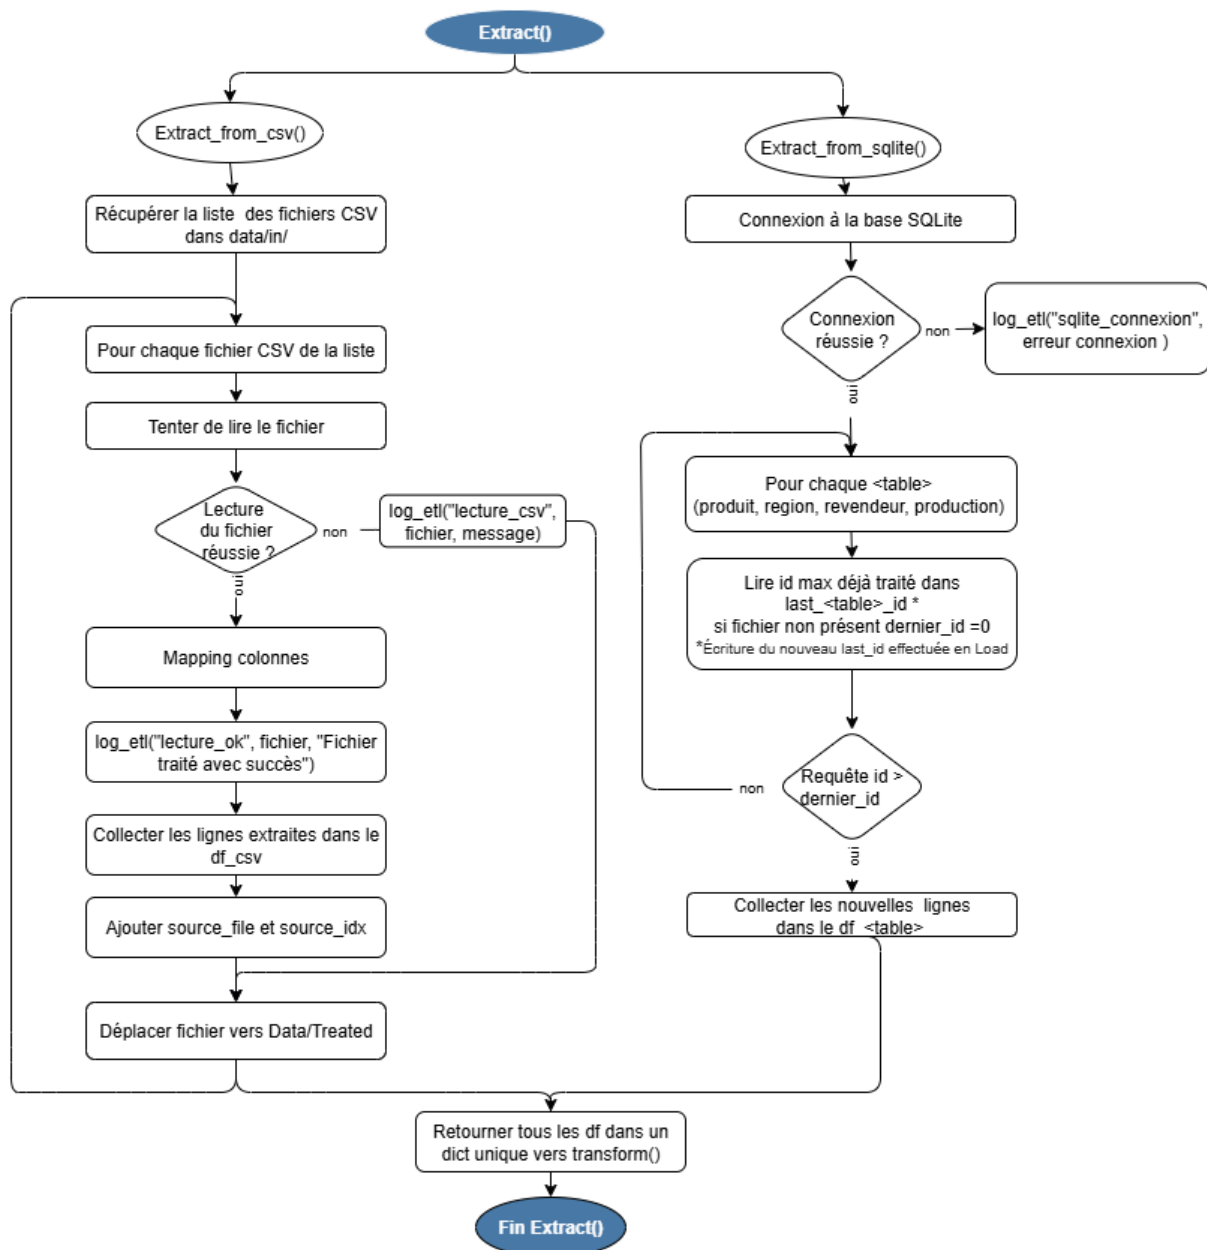 Extract()
Extract_from_csv()
Récupérer la liste des fichiers CSV
dans data/in/
Pour chaque fichier CSV de la liste
Tenter de lire le fichier
Lecture
du fichier
réussie ?
non
log_etl("lecture_csv",
fichier, message)
oui
Mapping colonnes
log_etl("lecture_ok", fichier, "Fichier
traité avec succès")
Collecter les lignes extraites dans le
df_csv
Ajouter source_file et source_idx
Déplacer fichier vers Data/Treated
Extract_from_sqlite()
Connexion à la base SQLite
Connexion
réussie ?
non
log_etl("sqlite_connexion",
erreur connexion )
oui
Pour chaque <table>
(produit, region, revendeur, production)
Lire id max déjà traité dans
last_<table>_id *
si fichier non présent dernier_id =0
*Écriture du nouveau last_id effectuée en Load
Requête id >
dernier_id
non
oui
Collecter les nouvelles lignes
dans le df_<table>
Retourner tous les df dans un
dict unique vers transform()
Fin Extract()